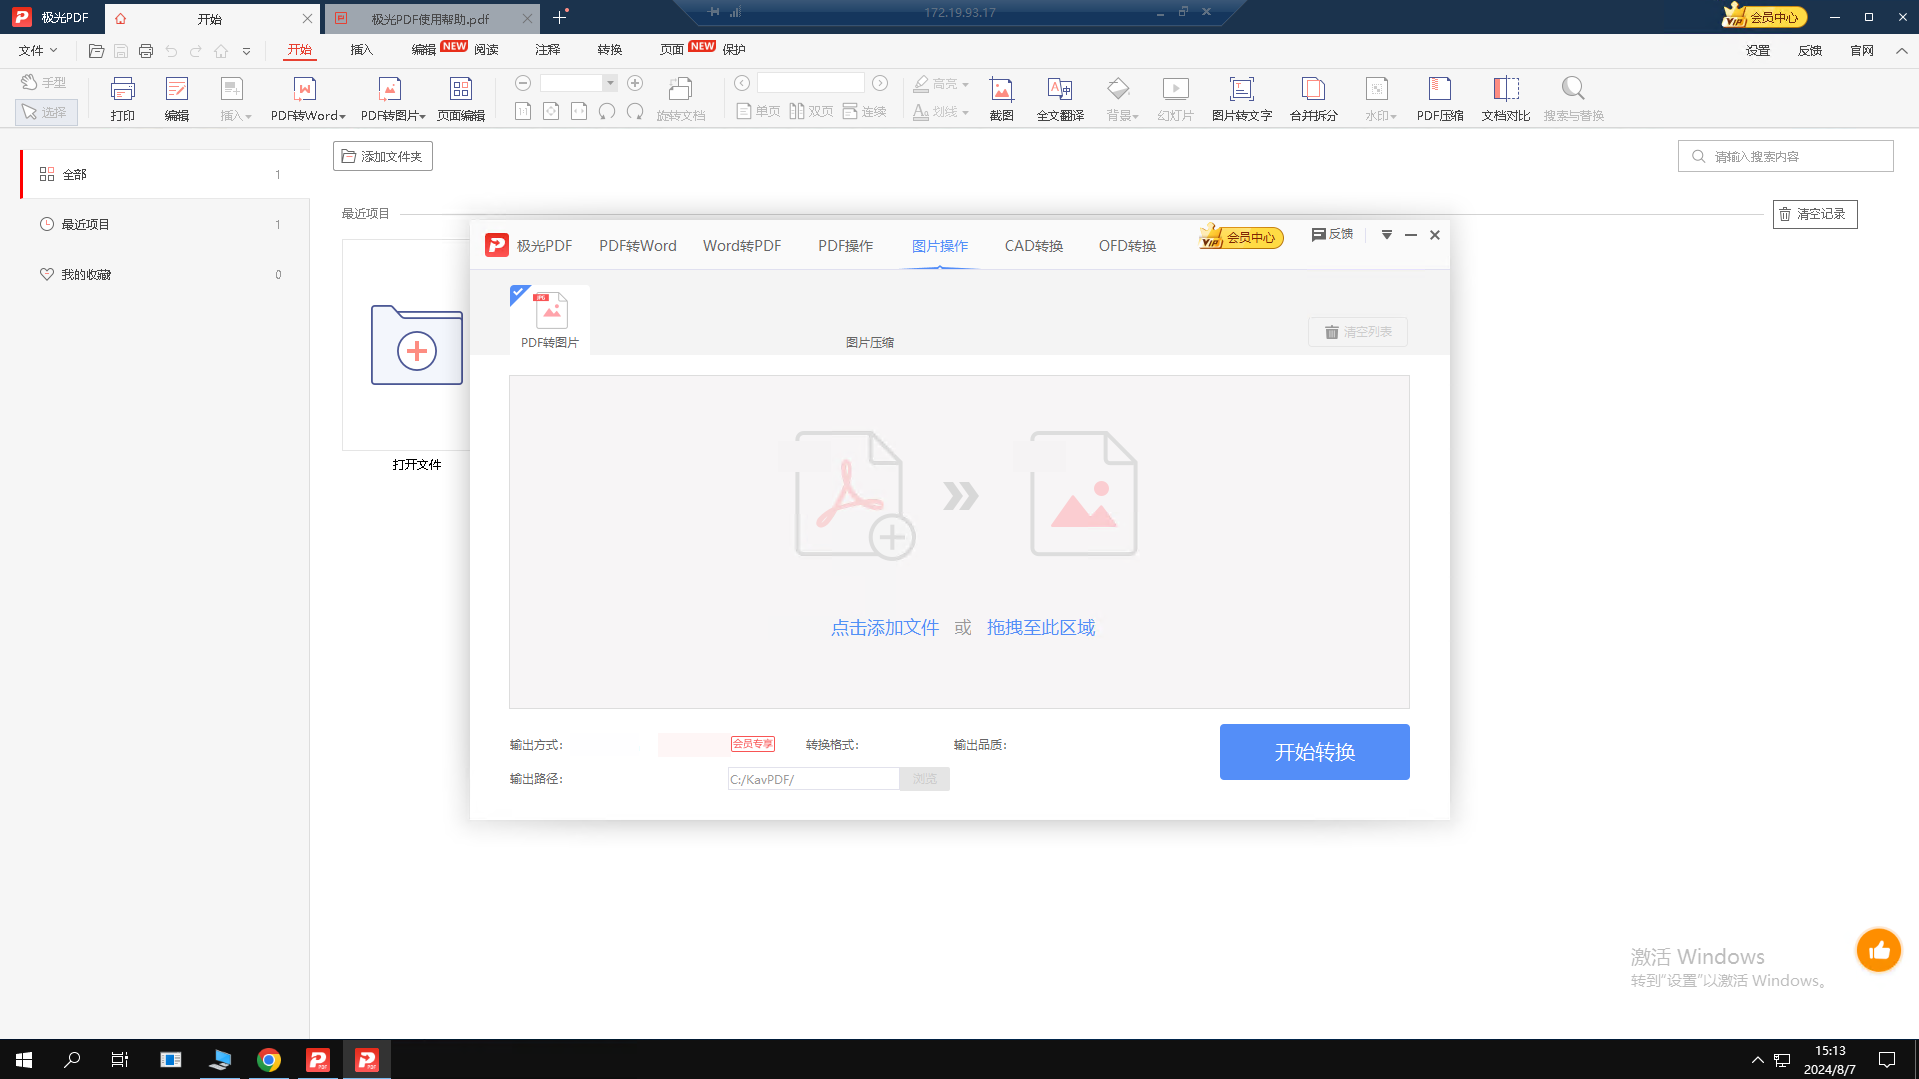 极光PDF
开始
极光PDF使用帮助.pdf
172.19.93.17
VIP 会员中心
文件
开始
插入
编辑 NEW
阅读
注释
转换
页面 NEW
保护
设置
反馈
官网
手型
选择
打印
编辑
插入
PDF转Word
PDF转图片
页面编辑
1:1
旋转文档
单页
双页
连续
高亮
划线
截图
全文翻译
背景
幻灯片
图片转文字
合并拆分
水印
PDF压缩
文档对比
搜索与替换
全部 1
最近项目 1
我的收藏 0
添加文件夹
请输入搜索内容
最近项目
清空记录
打开文件
极光PDF
PDF转Word
Word转PDF
PDF操作
图片操作
CAD转换
OFD转换
VIP 会员中心
反馈
JPG
PDF转图片
图片压缩
清空列表
点击添加文件 或 拖拽至此区域
输出方式:
会员专享
转换格式:
输出品质:
输出路径:
C:/KavPDF/
浏览
开始转换
激活 Windows
转到“设置”以激活 Windows。
15:13
2024/8/7